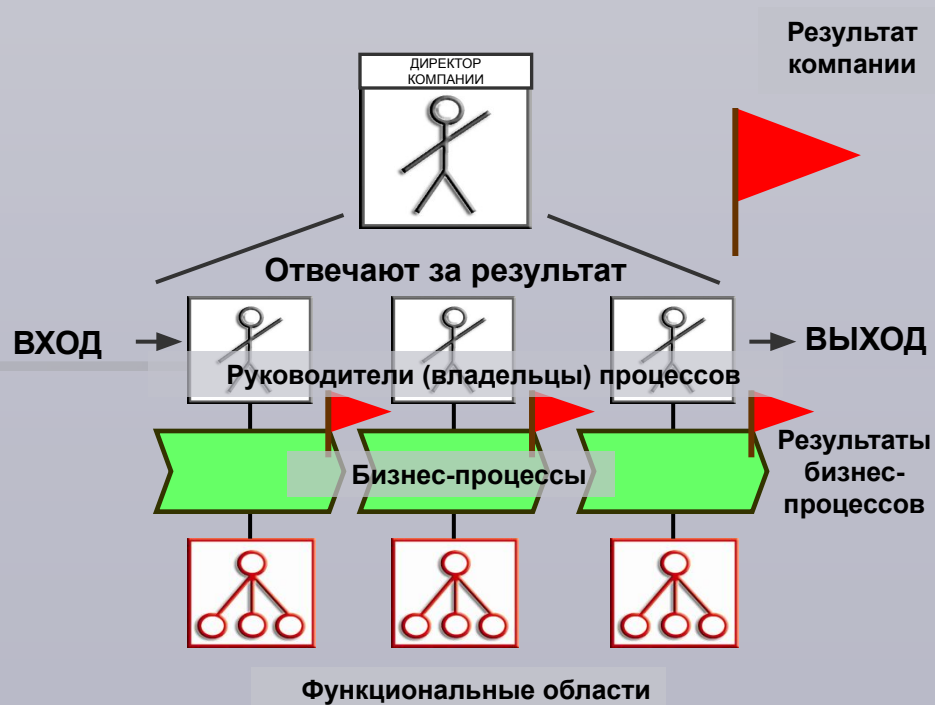 Результат
компании
ДИРЕКТОР
КОМПАНИИ
Отвечают за результат
ВХОД
ВЫХОД
Руководители (владельцы) процессов
Бизнес-процессы
Результаты
бизнес-
процессов
Функциональные области